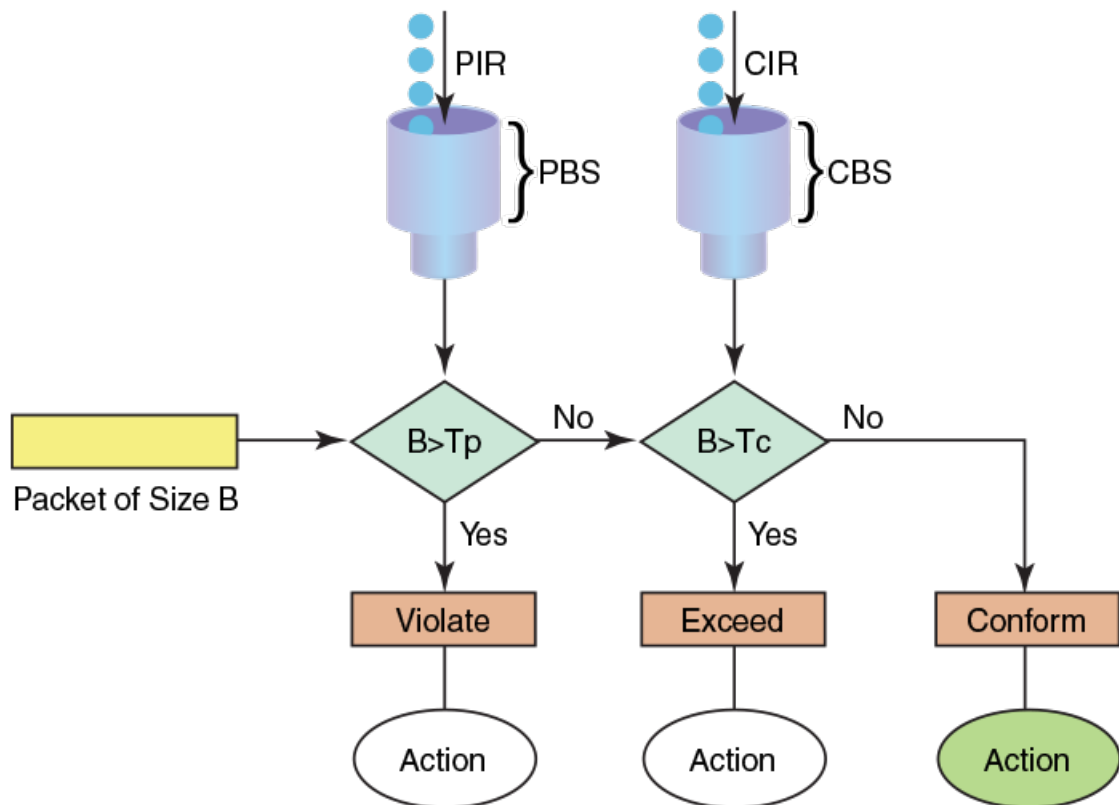 PIR
CIR
PBS
CBS
B>Tp
No
B>Tc
No
Packet of Size B
Yes
Yes
Violate
Exceed
Conform
Action
Action
Action